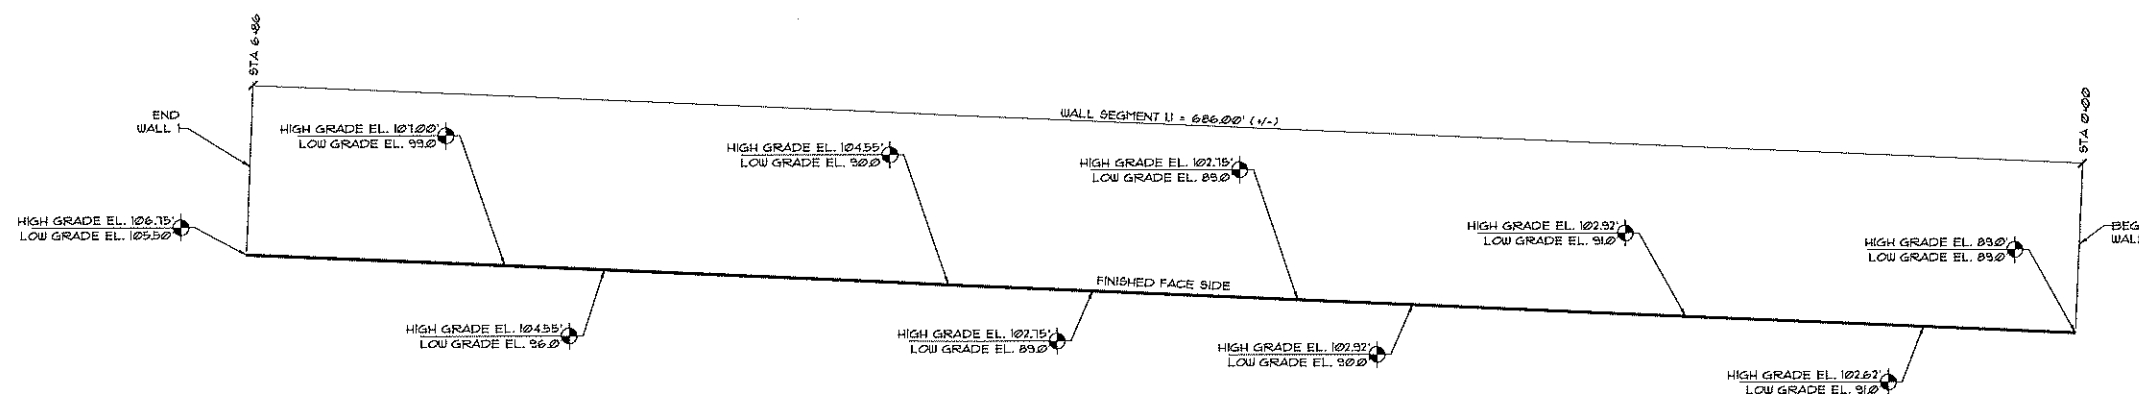 STA 6+86
STA 0+00
WALL SEGMENT 1.1 = 686.00' (+/-)
END
WALL 1
HIGH GRADE EL. 107.00'
LOW GRADE EL. 99.0'
HIGH GRADE EL. 104.55'
LOW GRADE EL. 90.0'
HIGH GRADE EL. 102.75'
LOW GRADE EL. 89.0'
HIGH GRADE EL. 106.75'
LOW GRADE EL. 105.50'
HIGH GRADE EL. 102.92'
LOW GRADE EL. 91.0'
HIGH GRADE EL. 89.0'
LOW GRADE EL. 89.0'
BEG
WAL
FINISHED FACE SIDE
HIGH GRADE EL. 104.55'
LOW GRADE EL. 96.0'
HIGH GRADE EL. 102.75'
LOW GRADE EL. 89.0'
HIGH GRADE EL. 102.92'
LOW GRADE EL. 90.0'
HIGH GRADE EL. 102.62'
LOW GRADE EL. 91.0'